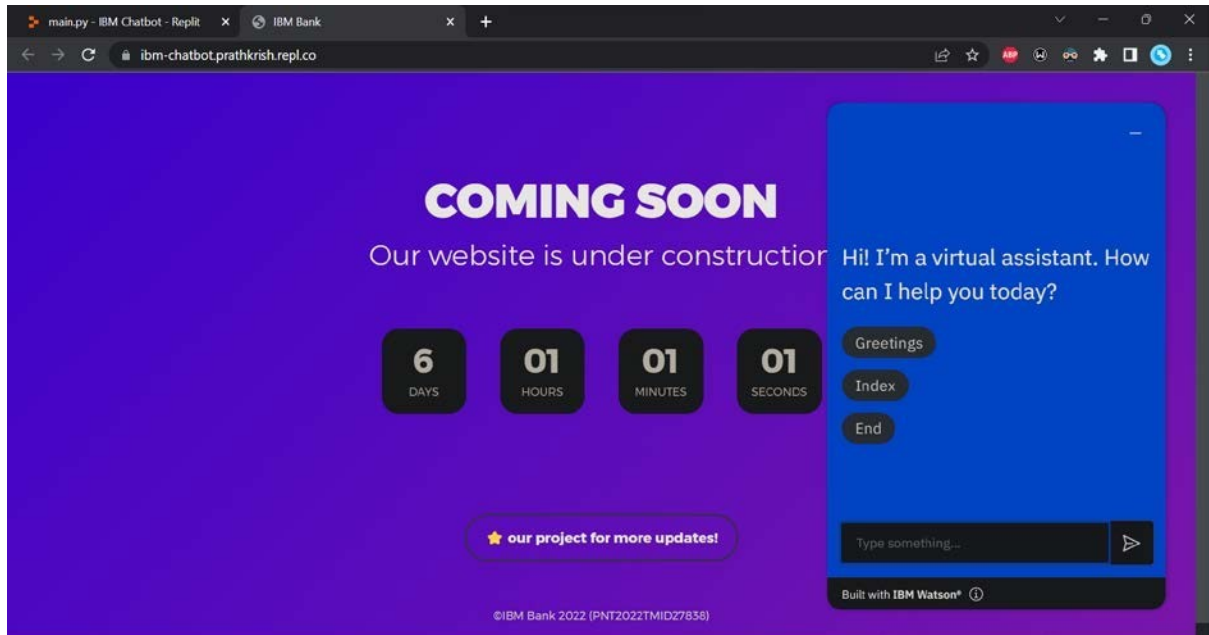 main.py - IBM Chatbot - Replit
IBM Bank
ibm-chatbot.prathkrish.repl.co
ABP
COMING SOON
Our website is under construction
6
DAYS
01
HOURS
01
MINUTES
01
SECONDS
our project for more updates!
©IBM Bank 2022 (PNT2022TMID27838)
Hi! I'm a virtual assistant. How
can I help you today?
Greetings
Index
End
Type something...
Built with IBM Watson®